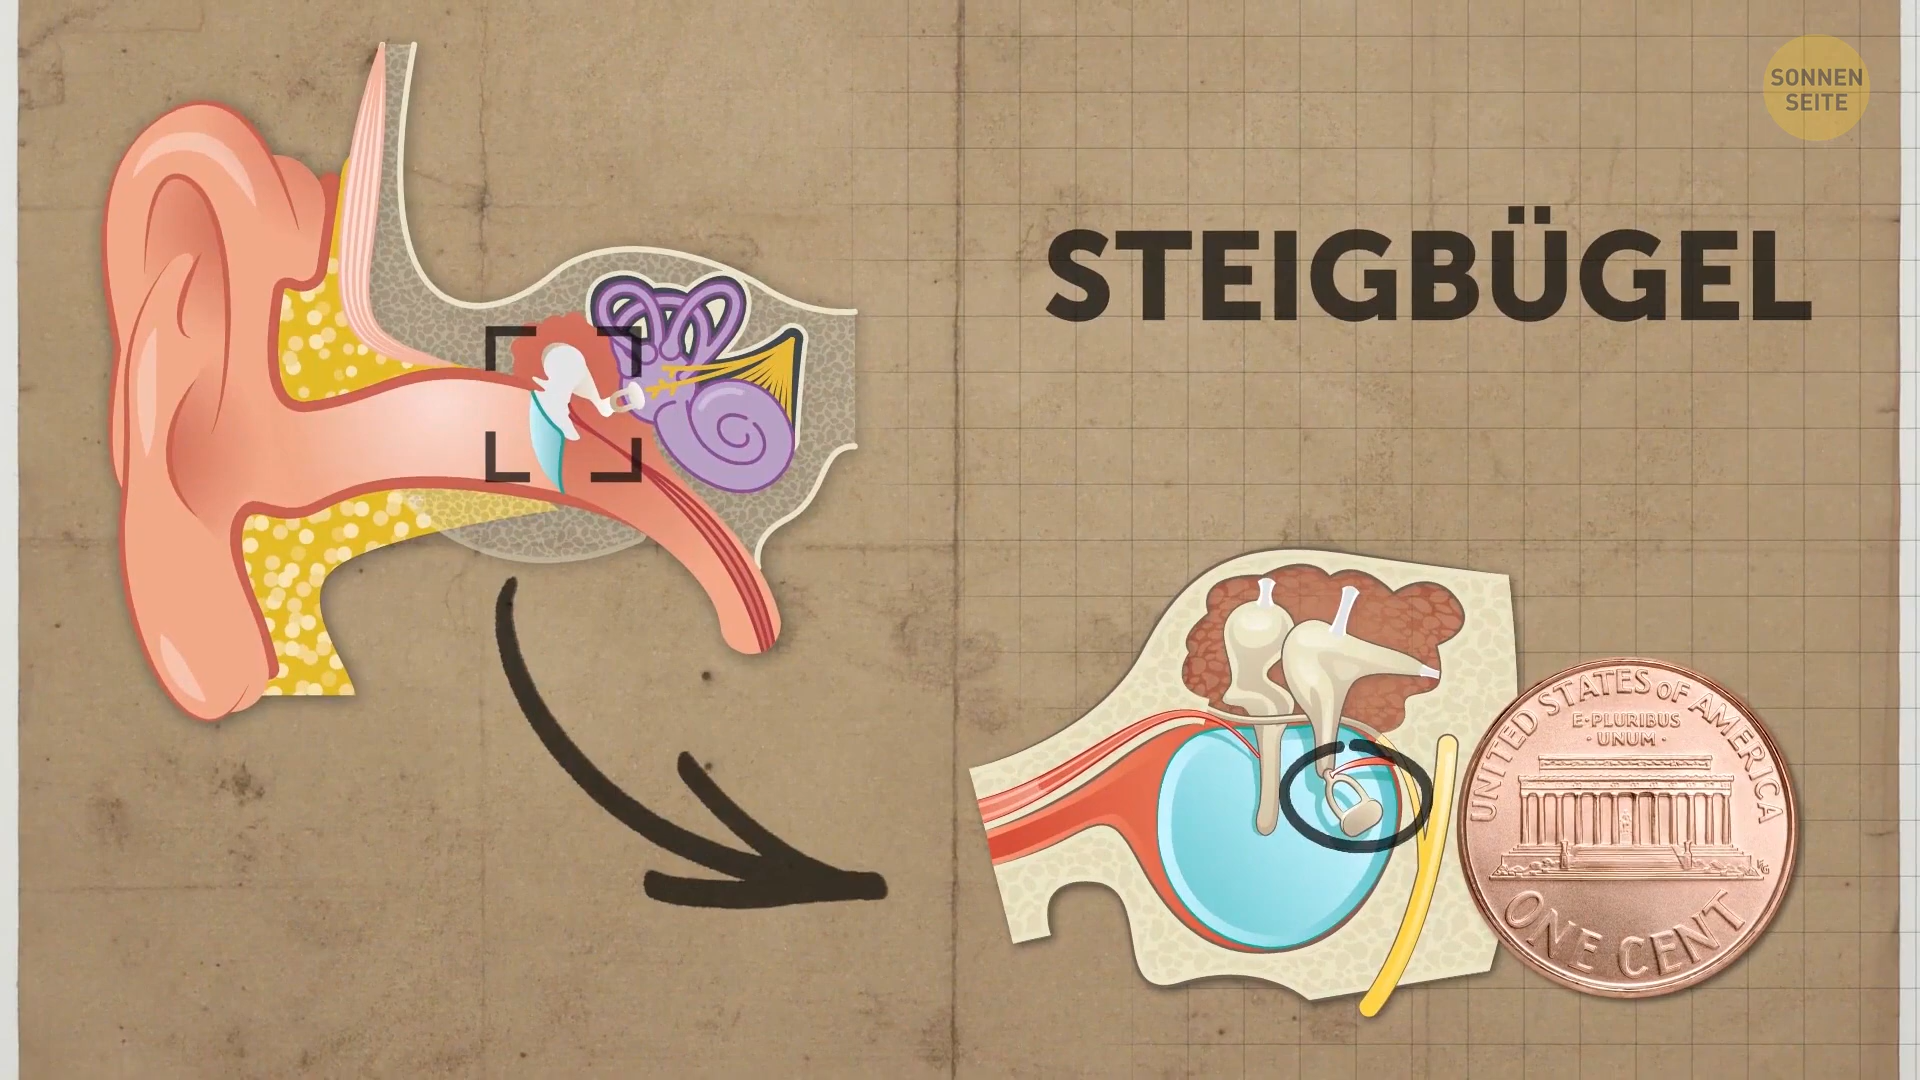 SONNEN
SEITE
STEIGBÜGEL
UNITED STATES OF AMERICA
E·PLURIBUS
·UNUM·
ONE CENT